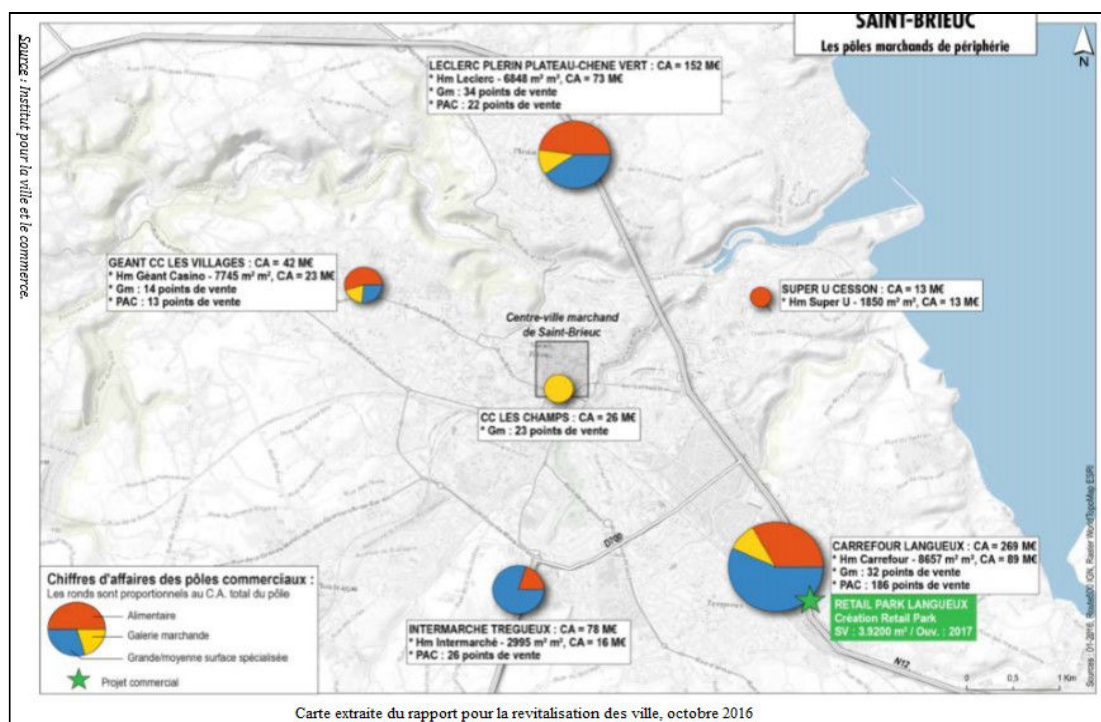 SAINT-BRIEUC
Les pôles marchands de périphérie
N
Source : Institut pour la ville et le commerce.
LECLERC PLERIN PLATEAU-CHENE VERT : CA = 152 M€
* Hm Leclerc - 6848 m² m², CA = 73 M€
* Gm : 34 points de vente
* PAC : 22 points de vente
GEANT CC LES VILLAGES : CA = 42 M€
* Hm Géant Casino - 7745 m² m², CA = 23 M€
* Gm : 14 points de vente
* PAC : 13 points de vente
SUPER U CESSON : CA = 13 M€
* Hm Super U - 1850 m² m², CA = 13 M€
Centre-ville marchand
de Saint-Brieuc
CC LES CHAMPS : CA = 26 M€
* Gm : 23 points de vente
D700
CARREFOUR LANGUEUX : CA = 269 M€
* Hm Carrefour - 8657 m² m², CA = 89 M€
* Gm : 32 points de vente
* PAC : 186 points de vente
RETAIL PARK LANGUEUX
Création Retail Park
SV : 3.9200 m² / Ouv. : 2017
INTERMARCHE TREGUEUX : CA = 78 M€
* Hm Intermarché - 2995 m² m², CA = 16 M€
* PAC : 26 points de vente
N12
Chiffres d'affaires des pôles commerciaux :
Les ronds sont proportionnels au C.A. total du pôle
Alimentaire
Galerie marchande
Grande/moyenne surface spécialisée
Projet commercial
0 0,5 1 Km
Sources : 01-2016, Route500 IGN, Raster WorldTopoMap ESRI
Carte extraite du rapport pour la revitalisation des ville, octobre 2016